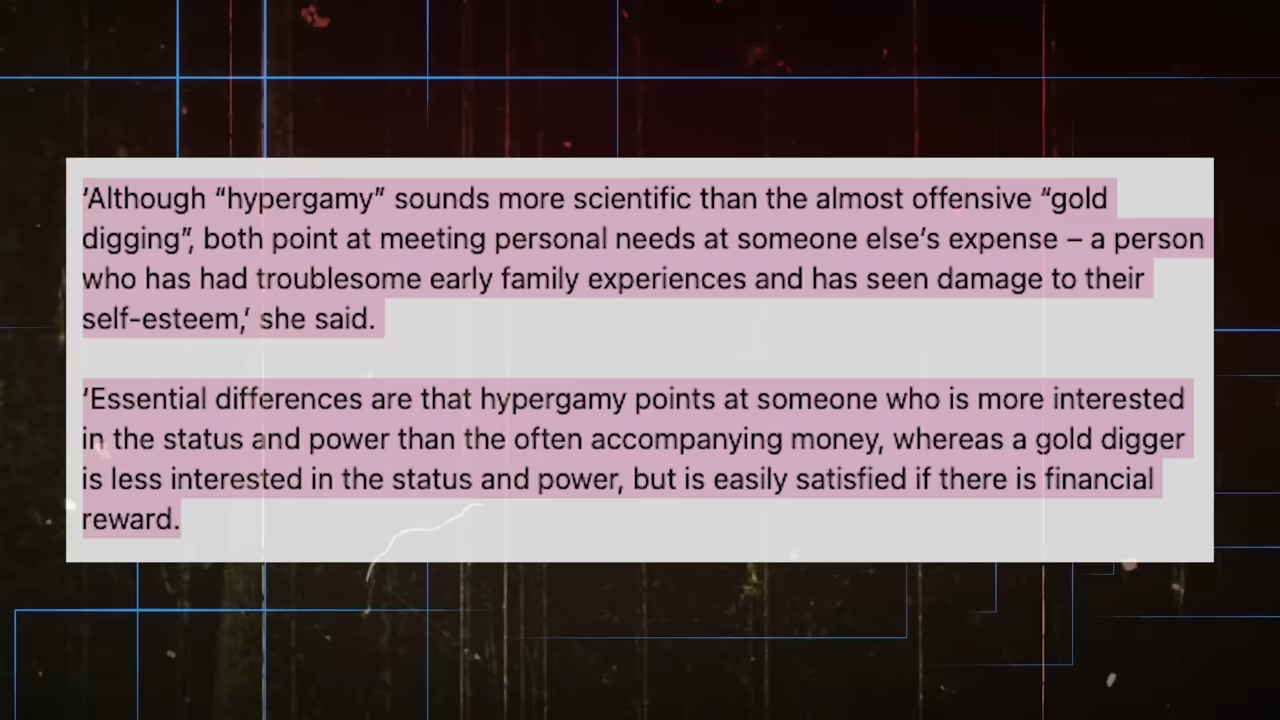 ‘Although “hypergamy” sounds more scientific than the almost offensive “gold
digging”, both point at meeting personal needs at someone else’s expense – a person
who has had troublesome early family experiences and has seen damage to their
self-esteem,’ she said.
‘Essential differences are that hypergamy points at someone who is more interested
in the status and power than the often accompanying money, whereas a gold digger
is less interested in the status and power, but is easily satisfied if there is financial
reward.